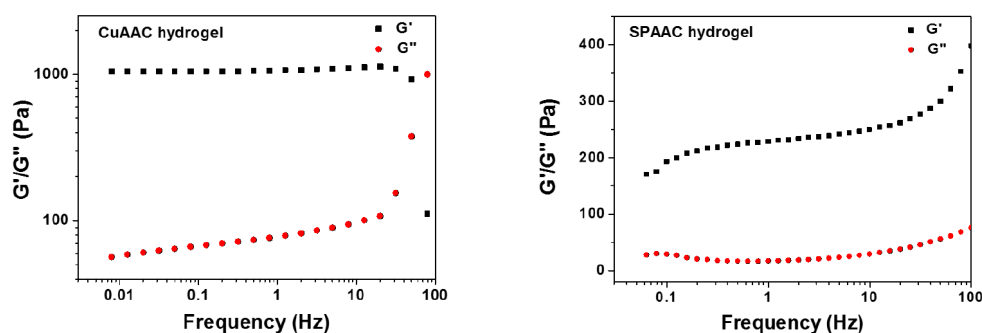 CuAAC hydrogel
G'
G"
G'/G" (Pa)
1000
100
0.01
0.1
1
10
100
Frequency (Hz)
SPAAC hydrogel
G'
G"
G'/G" (Pa)
400
300
200
100
0
0.1
1
10
100
Frequency (Hz)